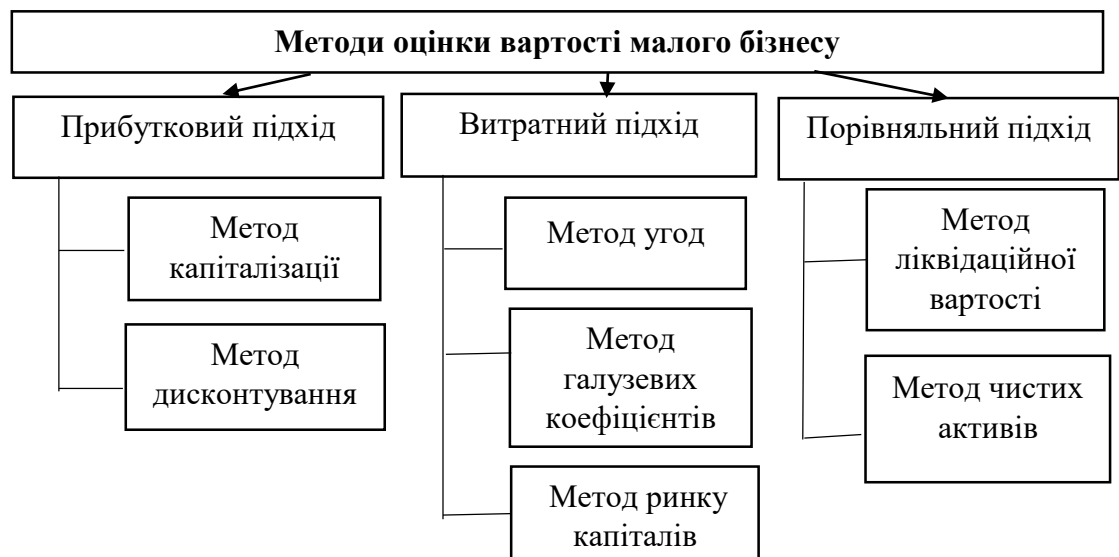 Методи оцінки вартості малого бізнесу
Прибутковий підхід
Метод
капіталізації
Метод
дисконтування
Витратний підхід
Метод угод
Метод
галузевих
коефіцієнтів
Метод ринку
капіталів
Порівняльний підхід
Метод
ліквідаційної
вартості
Метод чистих
активів